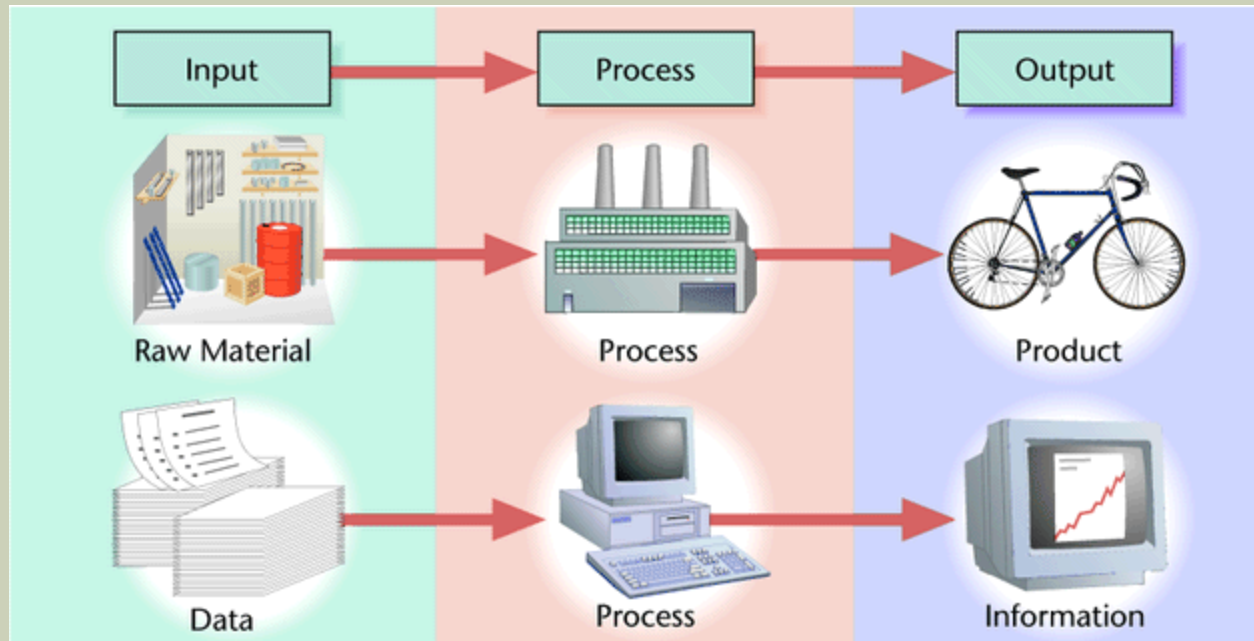 Input
Process
Output
Raw Material
Process
Product
Data
Process
Information